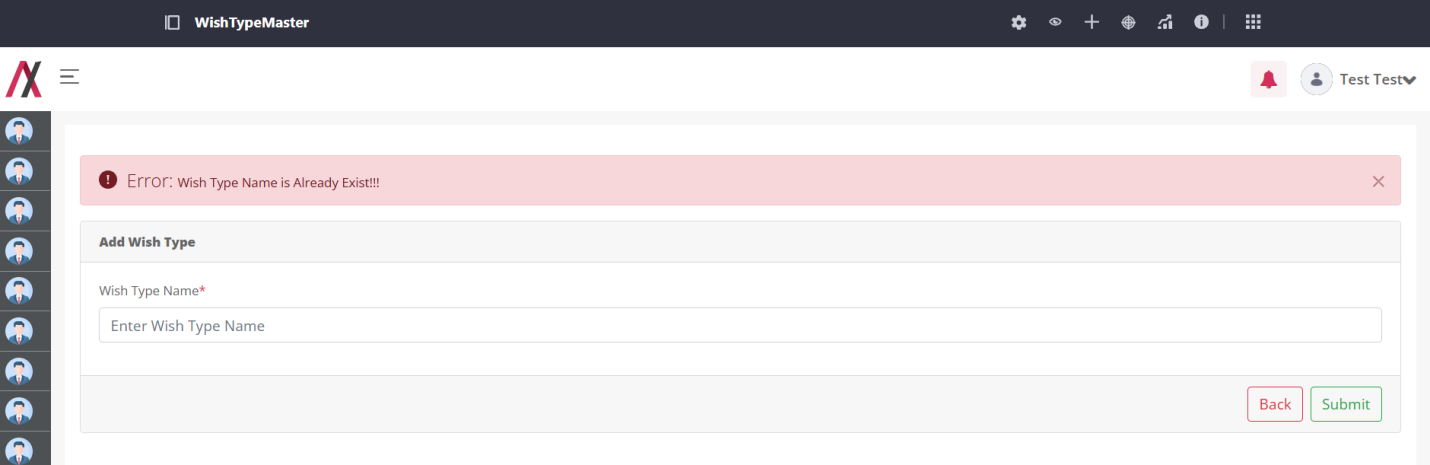 WishTypeMaster
Test Test
Error: Wish Type Name is Already Exist!!!
Add Wish Type
Wish Type Name*
Enter Wish Type Name
Back Submit